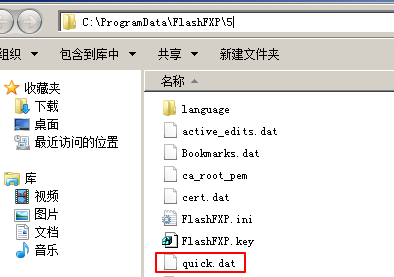 C:\ProgramData\FlashFXP\5
组织 包含到库中 共享 新建文件夹
收藏夹
下载
桌面
最近访问的位置
库
视频
图片
文档
音乐
名称
language
active_edits.dat
Bookmarks.dat
ca_root_pem
cert.dat
FlashFXP.ini
FlashFXP.key
quick.dat